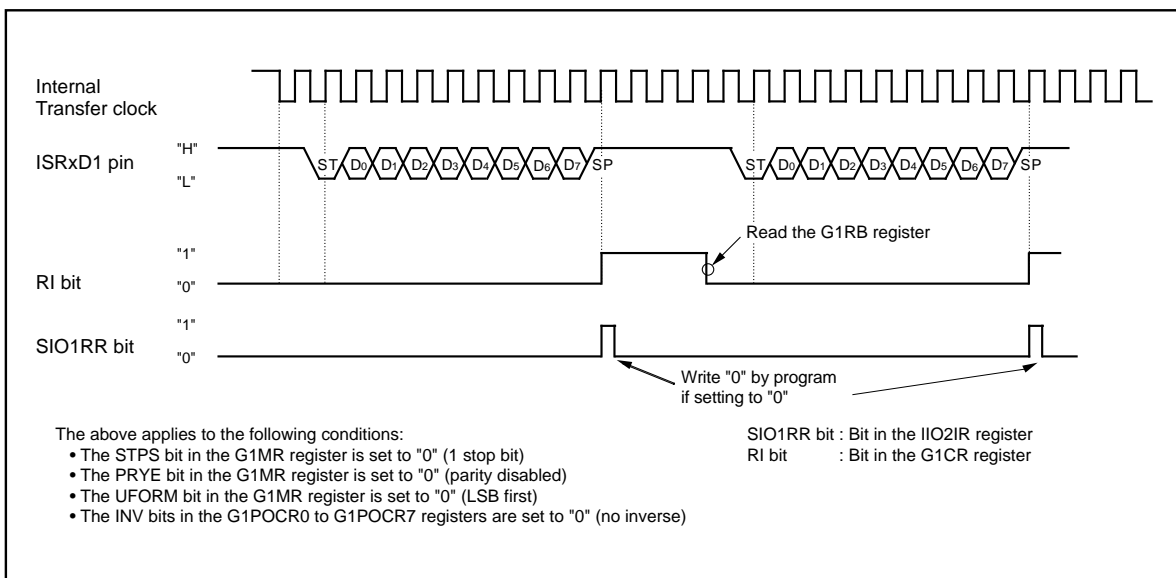 Internal
Transfer clock
ISRxD1 pin
"H"
"L"
ST D0 D1 D2 D3 D4 D5 D6 D7 SP
ST D0 D1 D2 D3 D4 D5 D6 D7 SP
Read the G1RB register
RI bit
"1"
"0"
SIO1RR bit
"1"
"0"
Write "0" by program
if setting to "0"
The above applies to the following conditions:
• The STPS bit in the G1MR register is set to "0" (1 stop bit)
• The PRYE bit in the G1MR register is set to "0" (parity disabled)
• The UFORM bit in the G1MR register is set to "0" (LSB first)
• The INV bits in the G1POCR0 to G1POCR7 registers are set to "0" (no inverse)
SIO1RR bit : Bit in the IIO2IR register
RI bit : Bit in the G1CR register